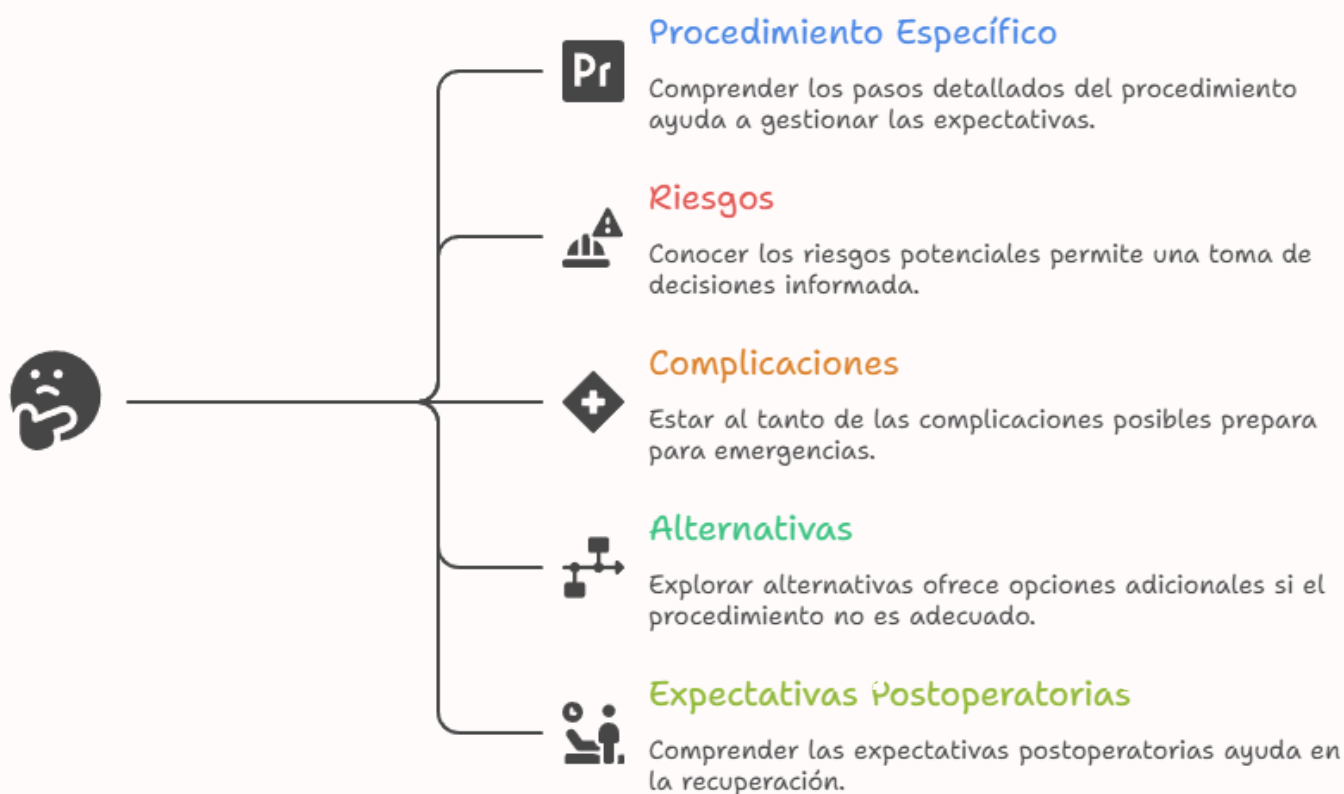 Procedimiento Específico
Pr
Comprender los pasos detallados del procedimiento
ayuda a gestionar las expectativas.
Riesgos
Conocer los riesgos potenciales permite una toma de
decisiones informada.
Complicaciones
Estar al tanto de las complicaciones posibles prepara
para emergencias.
Alternativas
Explorar alternativas ofrece opciones adicionales si el
procedimiento no es adecuado.
Expectativas Postoperatorias
Comprender las expectativas postoperatorias ayuda en
la recuperación.